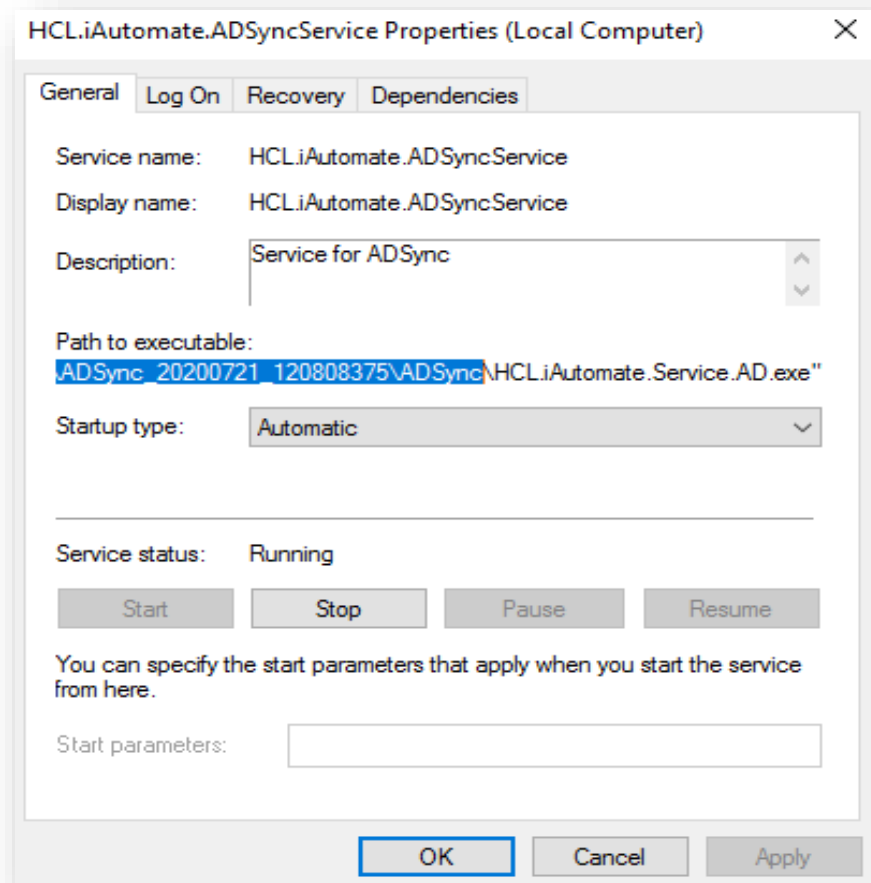 HCL.iAutomate.ADSyncService Properties (Local Computer)
General Log On Recovery Dependencies
Service name: HCL.iAutomate.ADSyncService
Display name: HCL.iAutomate.ADSyncService
Description: Service for ADSync
Path to executable:
\ADSync_20200721_120808375\ADSync\HCL.iAutomate.Service.AD.exe"
Startup type: Automatic
Service status: Running
Start Stop Pause Resume
You can specify the start parameters that apply when you start the service
from here.
Start parameters:
OK Cancel Apply